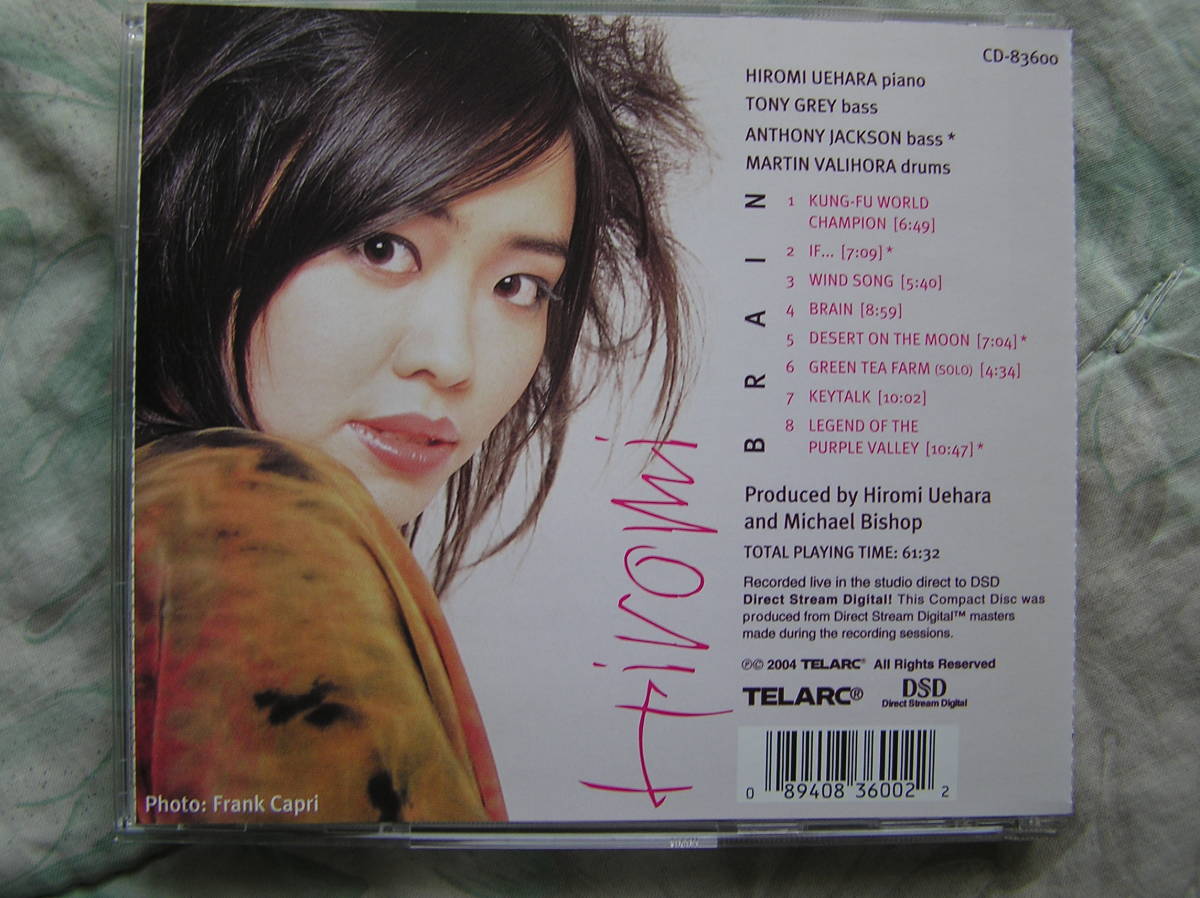 CD-83600
HIROMI UEHARA piano
TONY GREY bass
ANTHONY JACKSON bass *
MARTIN VALIHORA drums
BRAIN
1 KUNG-FU WORLD
CHAMPION [6:49]
2 IF... [7:09] *
3 WIND SONG [5:40]
4 BRAIN [8:59]
5 DESERT ON THE MOON [7:04] *
6 GREEN TEA FARM (SOLO) [4:34]
7 KEYTALK [10:02]
8 LEGEND OF THE
PURPLE VALLEY [10:47] *
Hiromi
Produced by Hiromi Uehara
and Michael Bishop
TOTAL PLAYING TIME: 61:32
Recorded live in the studio direct to DSD
Direct Stream Digital! This Compact Disc was
produced from Direct Stream Digital™ masters
made during the recording sessions.
℗© 2004 TELARC® All Rights Reserved
TELARC® DSD
Direct Stream Digital
0 89408 36002 2
Photo: Frank Capri